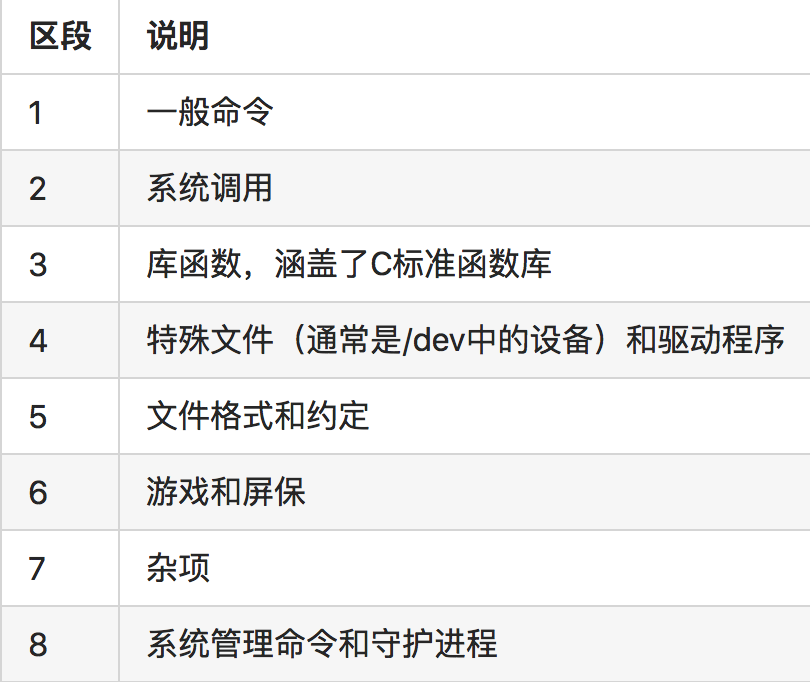 区段 说明
1 一般命令
2 系统调用
3 库函数，涵盖了C标准函数库
4 特殊文件（通常是/dev中的设备）和驱动程序
5 文件格式和约定
6 游戏和屏保
7 杂项
8 系统管理命令和守护进程